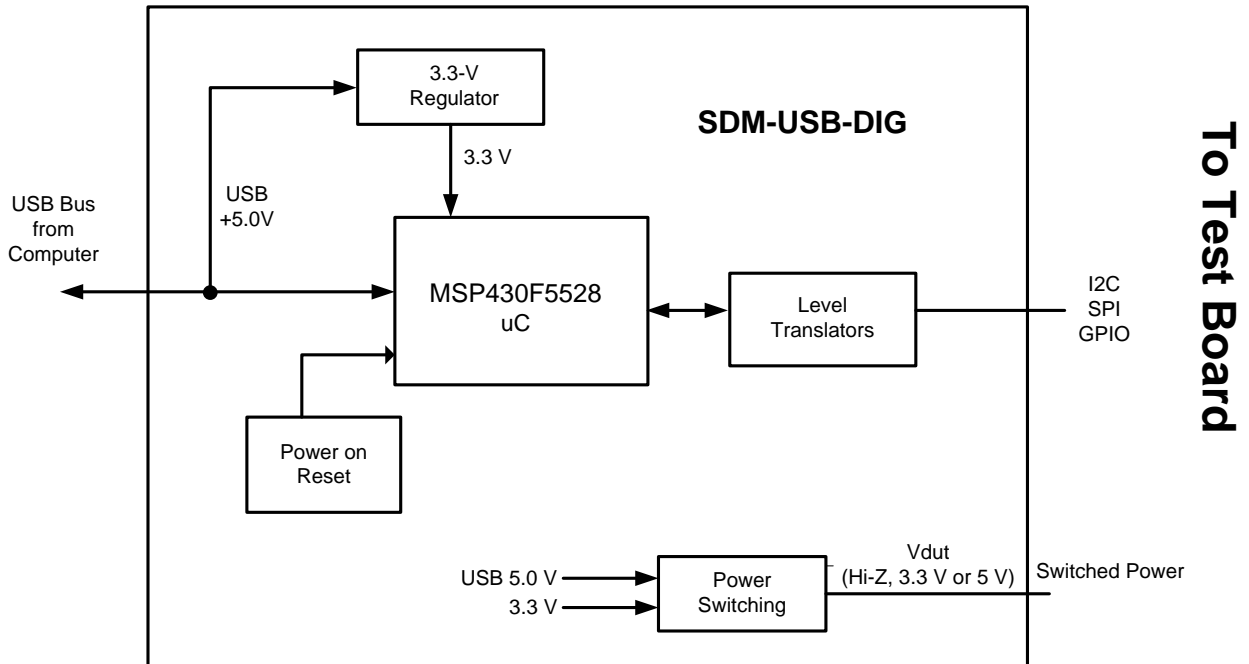 3.3-V
Regulator
SDM-USB-DIG
3.3 V
USB
+5.0V
USB Bus
from
Computer
MSP430F5528
uC
Level
Translators
I2C
SPI
GPIO
To Test Board
Power on
Reset
USB 5.0 V
3.3 V
Power
Switching
Vdut
(Hi-Z, 3.3 V or 5 V)
Switched Power